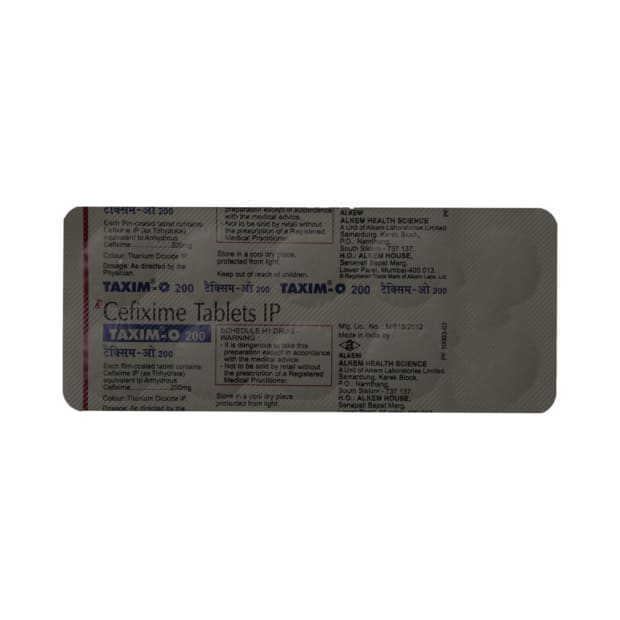 टैक्सिम-ओ 200
Each film-coated tablet contains:
Cefixime IP (as Trihydrate)
equivalent to Anhydrous
Cefixime 200mg
Colour: Titanium Dioxide IP
Dosage: As directed by the
Physician.
preparation except in accordance
with the medical advice.
- Not to be sold by retail without
the prescription of a Registered
Medical Practitioner.
Store in a cool dry place,
protected from light.
Keep out of reach of children.
ALKEM
ALKEM HEALTH SCIENCE
A Unit of Alkem Laboratories Limited
Samardung, Karek Block,
P.O.: Namthang,
South Sikkim - 737 137.
H.O.: ALKEM HOUSE,
Senapati Bapat Marg,
Lower Parel, Mumbai-400 013.
® Registered Trade Mark of Alkem Labs. Ltd
TAXIM®-O 200 टैक्सिम-ओ 200 TAXIM®-O 200 टैक्सिम-ओ 200
Rx Cefixime Tablets IP
TAXIM®-O 200
टैक्सिम-ओ 200
Each film-coated tablet contains:
Cefixime IP (as Trihydrate)
equivalent to Anhydrous
Cefixime 200mg
Colour: Titanium Dioxide IP
Dosage: As directed by the
SCHEDULE H1 DRUG -
WARNING :
- It is dangerous to take this
preparation except in accordance
with the medical advice.
- Not to be sold by retail without
the prescription of a Registered
Medical Practitioner.
Store in a cool dry place,
protected from light.
Mfg. Lic. No.: M/518/2012
Made in India by :
ALKEM
ALKEM HEALTH SCIENCE
A Unit of Alkem Laboratories Limited
Samardung, Karek Block,
P.O.: Namthang,
South Sikkim - 737 137.
H.O.: ALKEM HOUSE,
Senapati Bapat Marg,